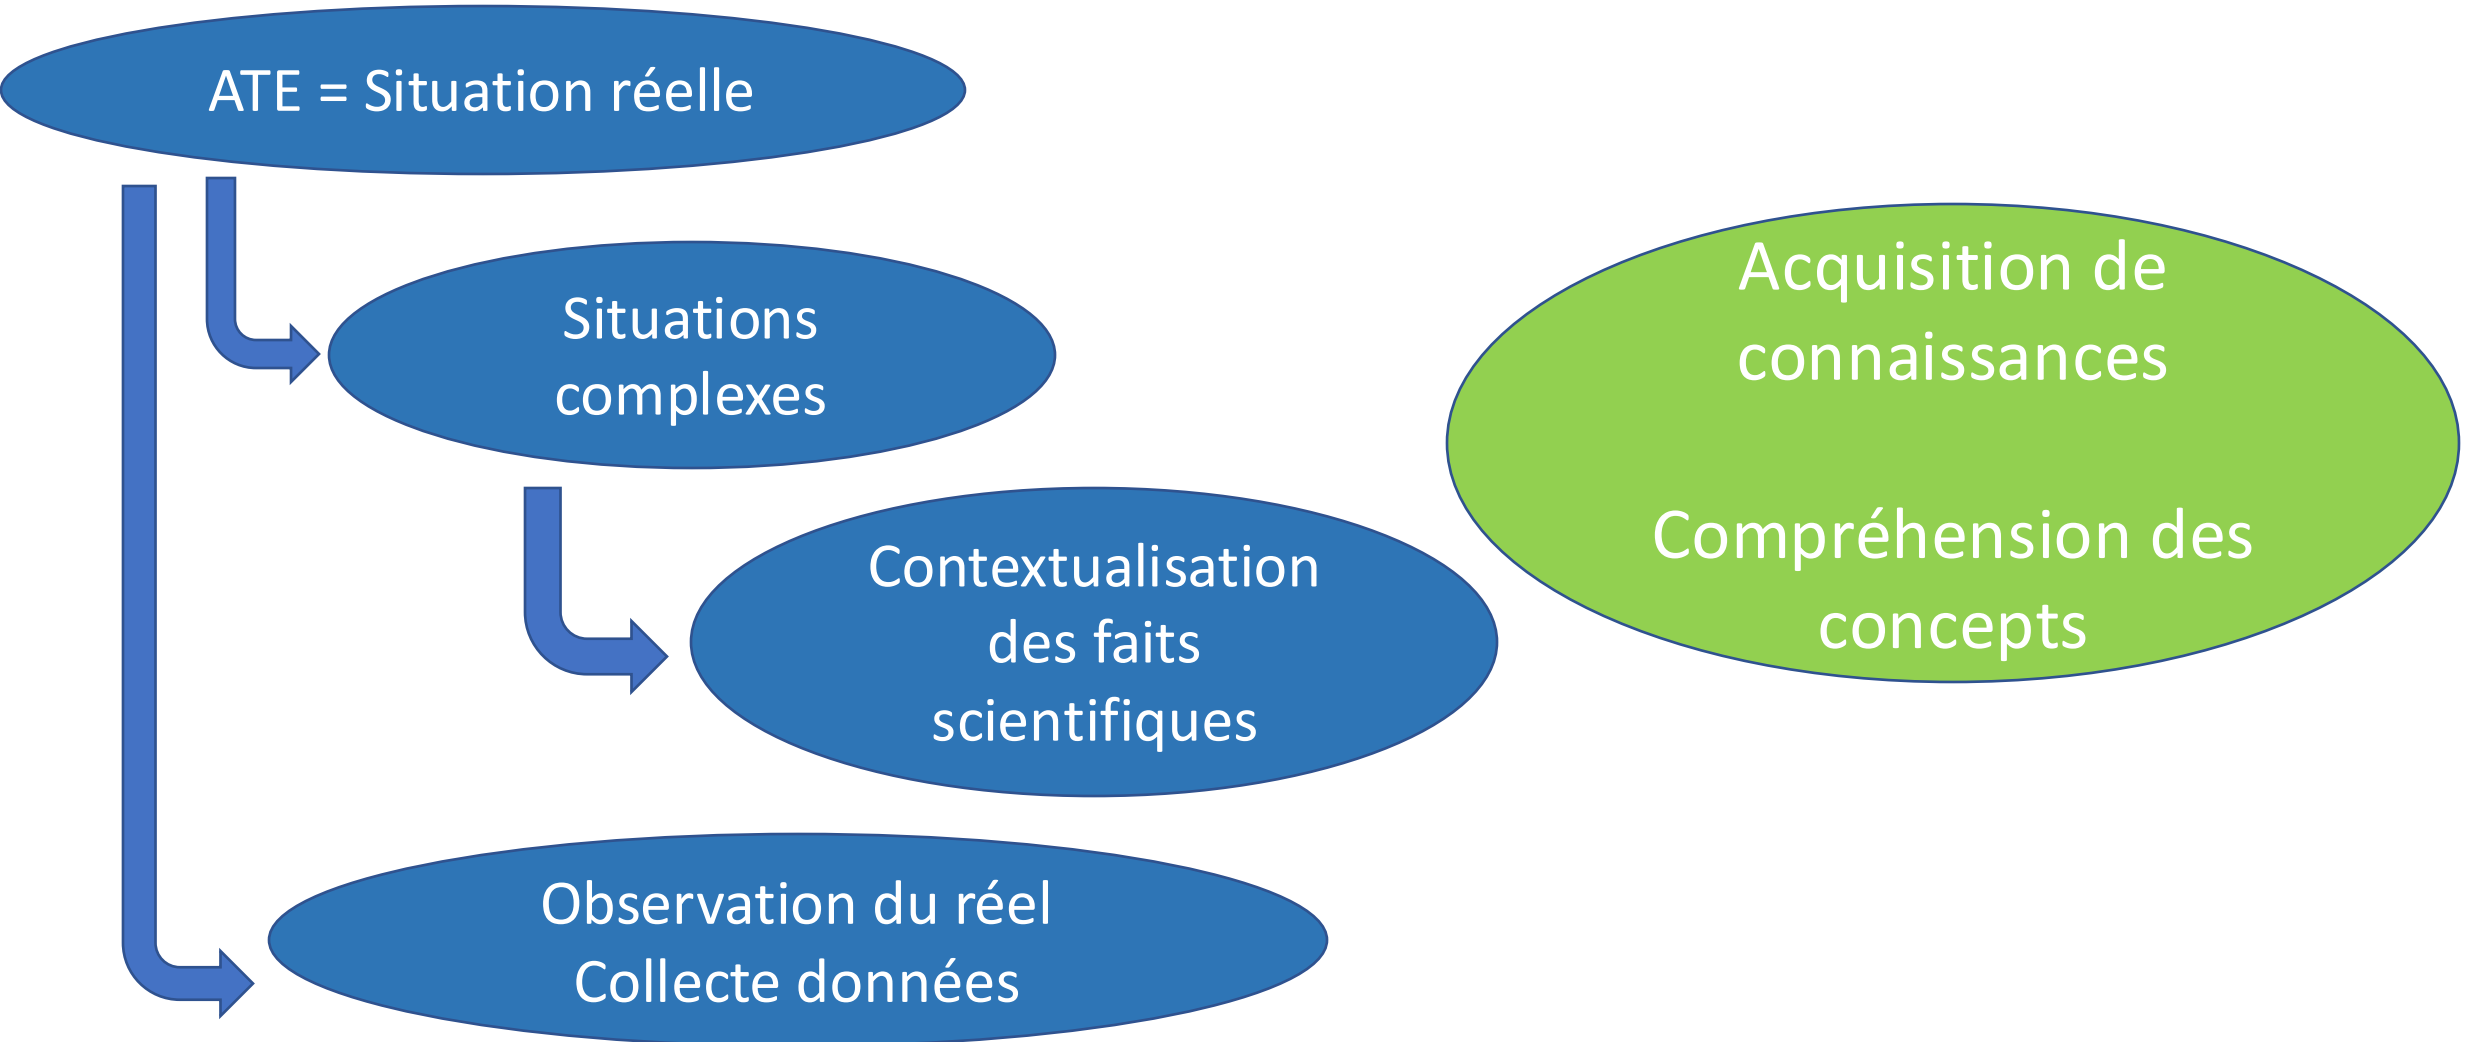 ATE = Situation réelle
Situations
complexes
Acquisition de
connaissances
Compréhension des
concepts
Contextualisation
des faits
scientifiques
Observation du réel
Collecte données